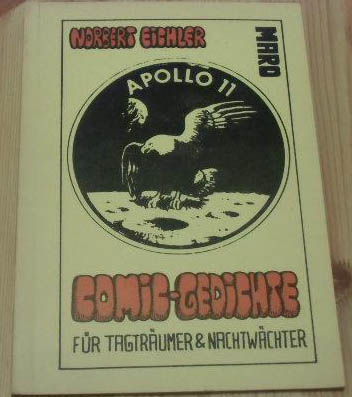 NORBERT EICHLER
MARO
APOLLO 11
COMIC-GEDICHTE
FÜR TAGTRÄUMER & NACHTWÄCHTER